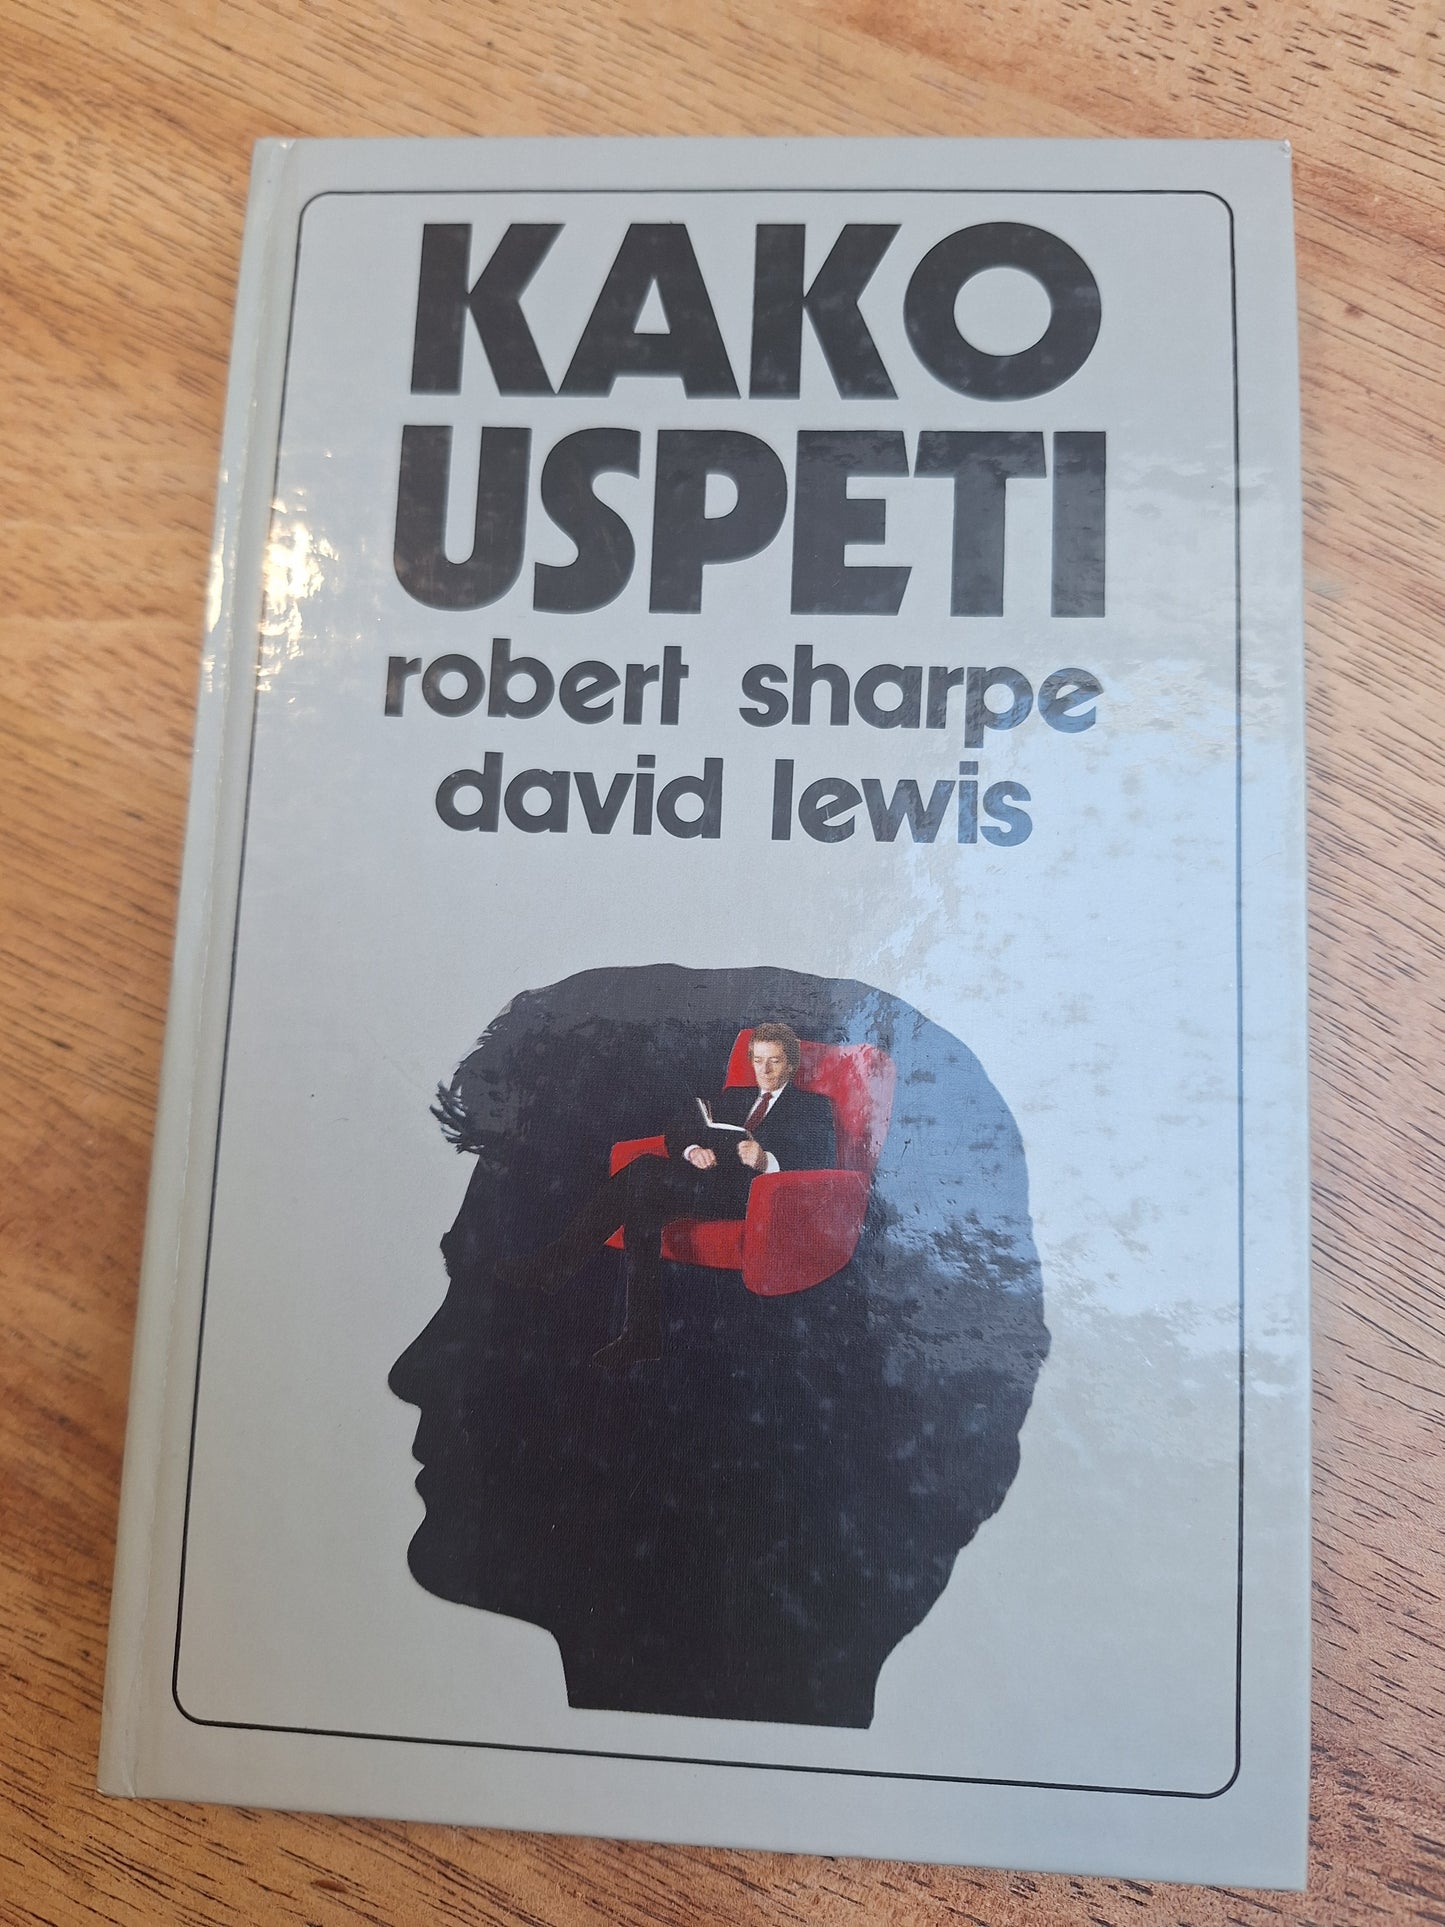 KAKO
USPETI
robert sharpe
david lewis